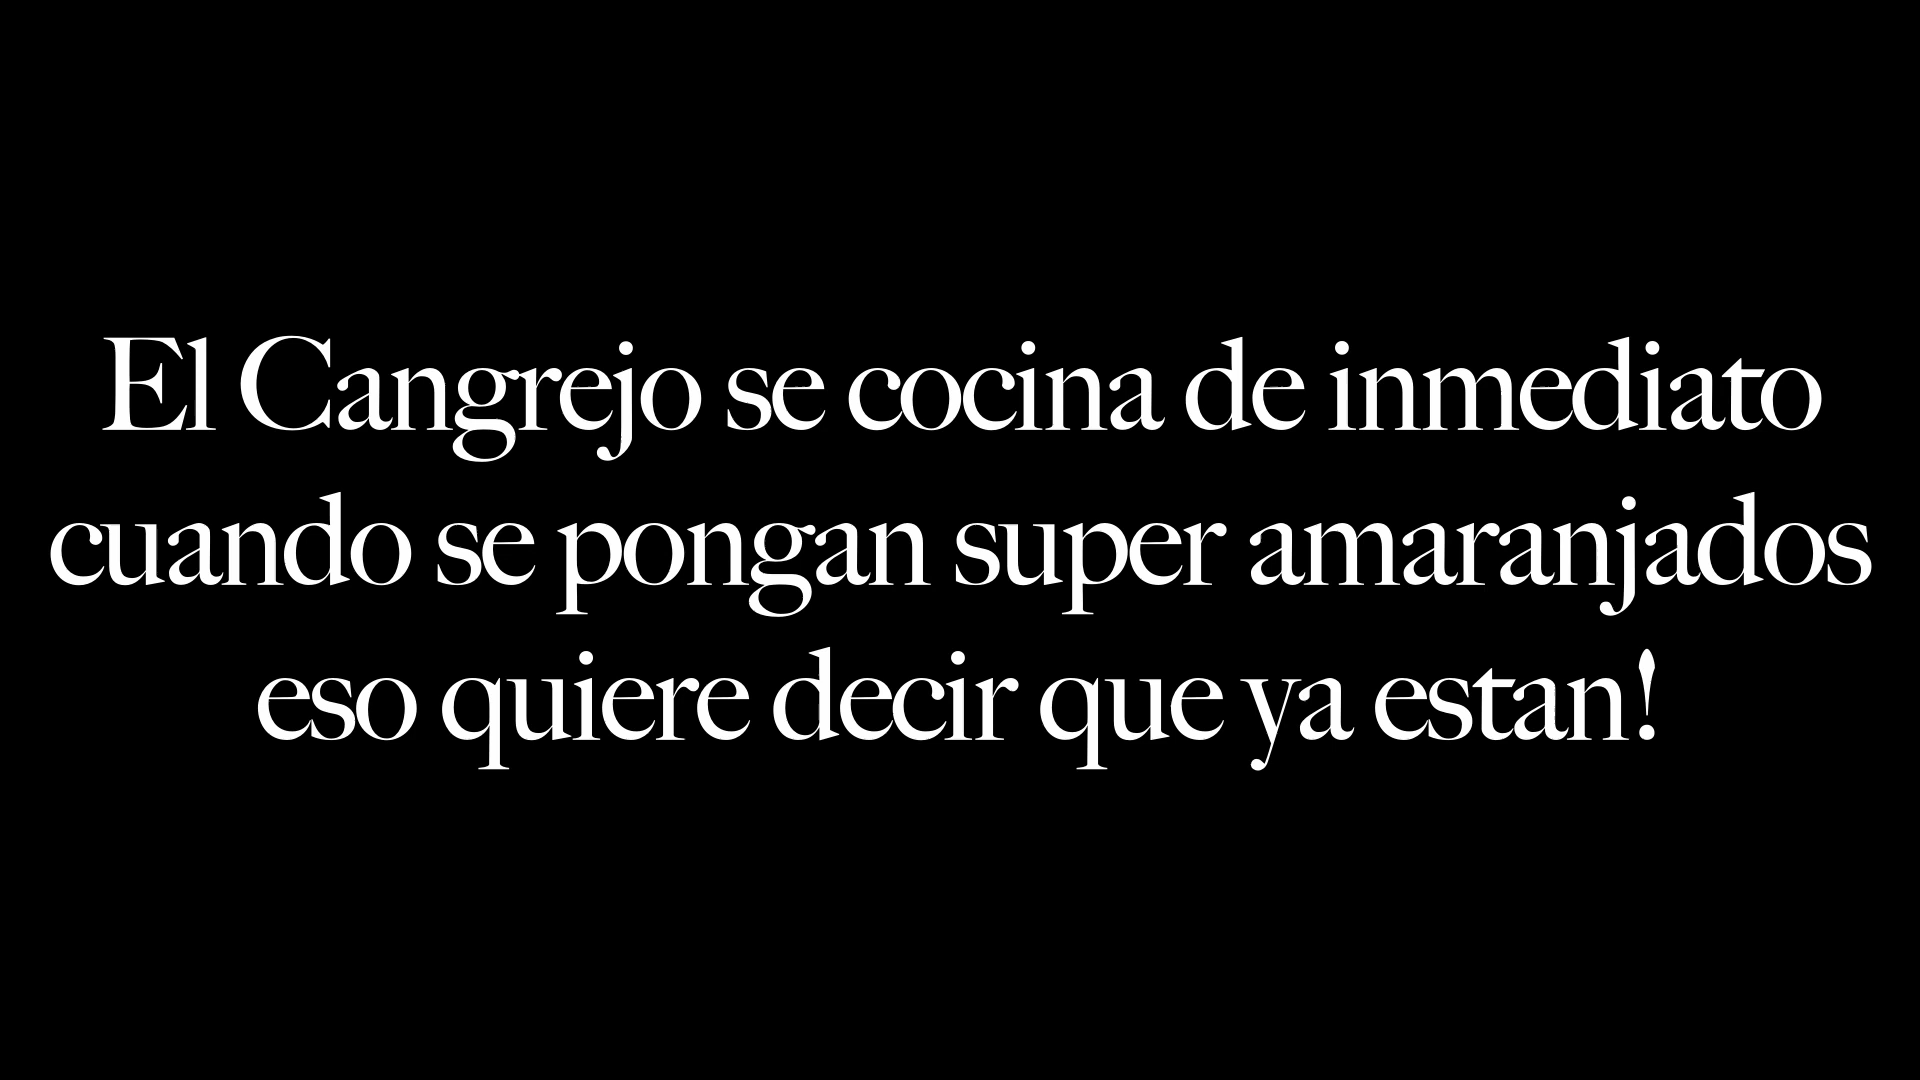 El Cangrejo se cocina de inmediato
cuando se pongan super amaranjados
eso quiere decir que ya estan!